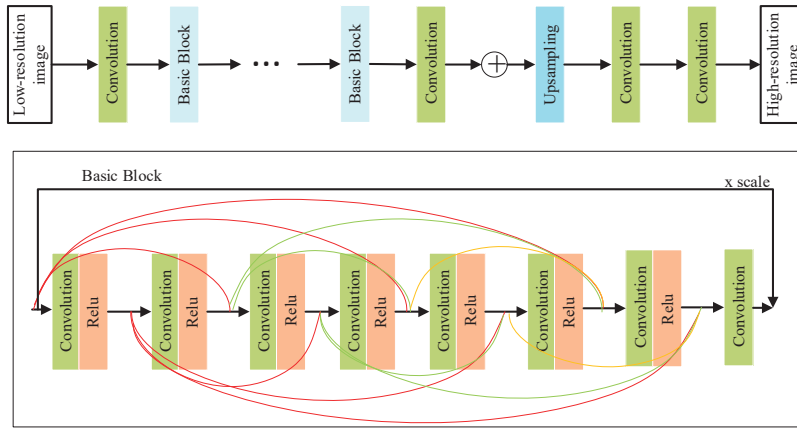 Low-resolution
image
Convolution
Basic Block
Basic Block
Convolution
Upsampling
Convolution
Convolution
High-resolution
image
Basic Block
x scale
Convolution
Relu
Convolution
Relu
Convolution
Relu
Convolution
Relu
Convolution
Relu
Convolution
Relu
Convolution
Relu
Convolution